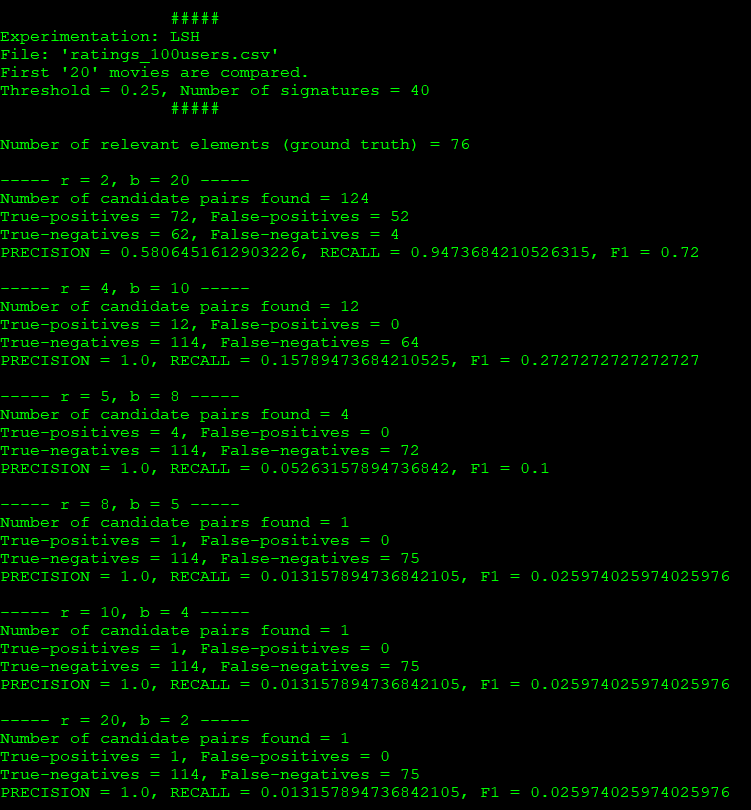 #####
Experimentation: LSH
File: 'ratings_100users.csv'
First '20' movies are compared.
Threshold = 0.25, Number of signatures = 40
#####
Number of relevant elements (ground truth) = 76
----- r = 2, b = 20 -----
Number of candidate pairs found = 124
True-positives = 72, False-positives = 52
True-negatives = 62, False-negatives = 4
PRECISION = 0.5806451612903226, RECALL = 0.9473684210526315, F1 = 0.72
----- r = 4, b = 10 -----
Number of candidate pairs found = 12
True-positives = 12, False-positives = 0
True-negatives = 114, False-negatives = 64
PRECISION = 1.0, RECALL = 0.15789473684210525, F1 = 0.2727272727272727
----- r = 5, b = 8 -----
Number of candidate pairs found = 4
True-positives = 4, False-positives = 0
True-negatives = 114, False-negatives = 72
PRECISION = 1.0, RECALL = 0.05263157894736842, F1 = 0.1
----- r = 8, b = 5 -----
Number of candidate pairs found = 1
True-positives = 1, False-positives = 0
True-negatives = 114, False-negatives = 75
PRECISION = 1.0, RECALL = 0.013157894736842105, F1 = 0.025974025974025976
----- r = 10, b = 4 -----
Number of candidate pairs found = 1
True-positives = 1, False-positives = 0
True-negatives = 114, False-negatives = 75
PRECISION = 1.0, RECALL = 0.013157894736842105, F1 = 0.025974025974025976
----- r = 20, b = 2 -----
Number of candidate pairs found = 1
True-positives = 1, False-positives = 0
True-negatives = 114, False-negatives = 75
PRECISION = 1.0, RECALL = 0.013157894736842105, F1 = 0.025974025974025976